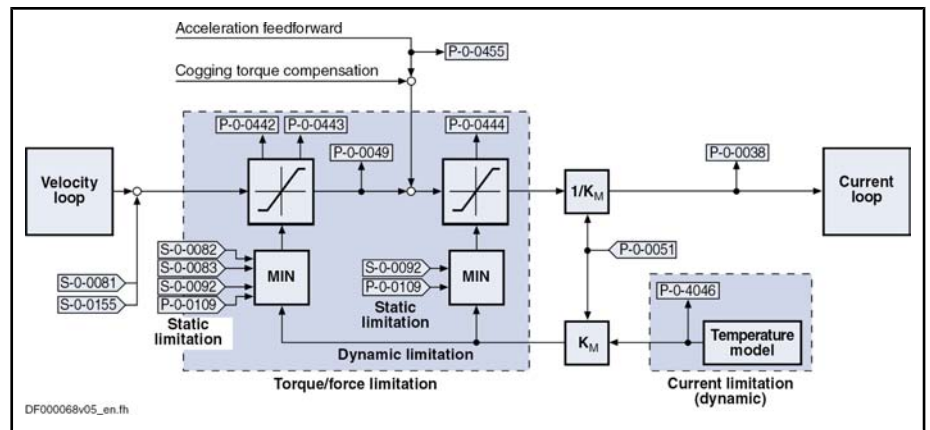 Acceleration feedforward
P-0-0455
Cogging torque compensation
P-0-0442
P-0-0443
P-0-0444
P-0-0049
P-0-0038
Velocity
loop
1/KM
Current
loop
S-0-0081
S-0-0155
S-0-0082
S-0-0083
S-0-0092
P-0-0109
MIN
Static
limitation
S-0-0092
P-0-0109
MIN
Static
limitation
P-0-0051
P-0-4046
KM
Temperature
model
Dynamic limitation
Torque/force limitation
Current limitation
(dynamic)
DF000068v05_en.fh